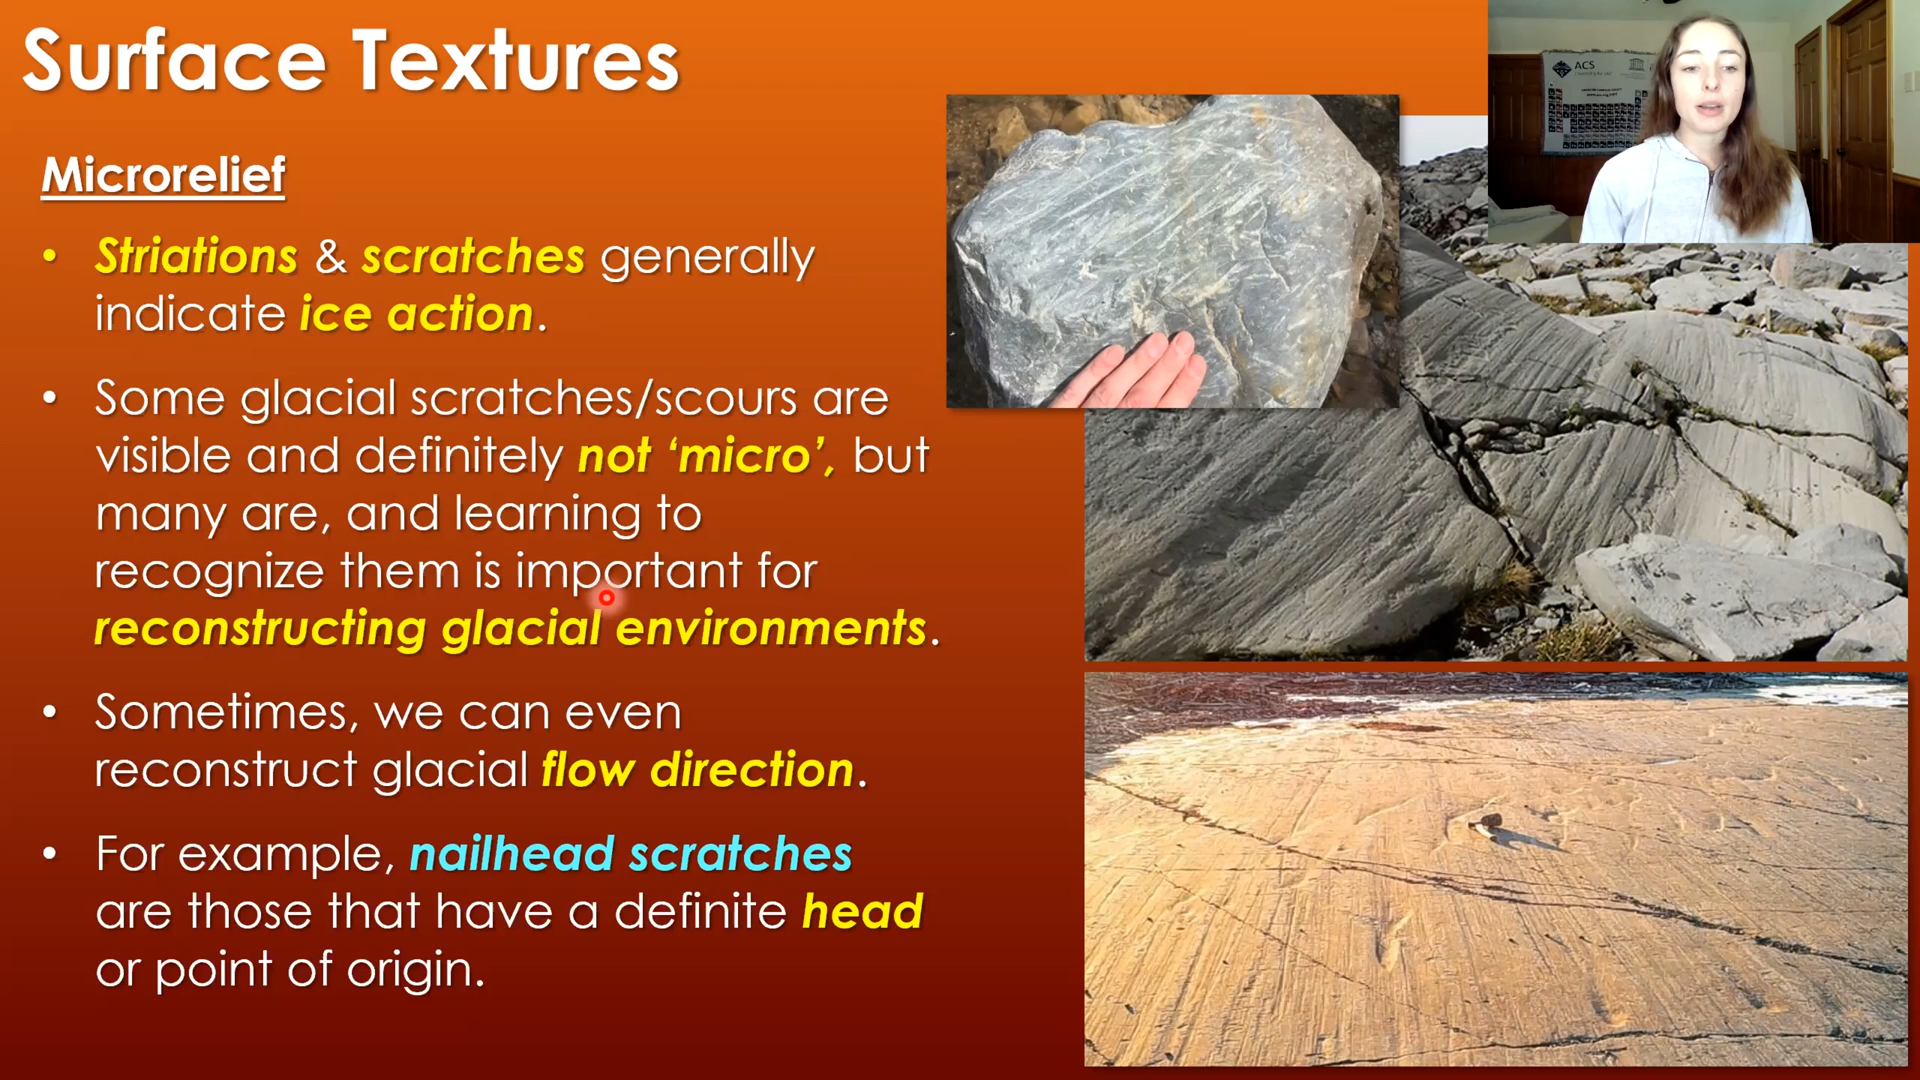 Surface Textures
Microrelief
• Striations & scratches generally
indicate ice action.
• Some glacial scratches/scours are
visible and definitely not ‘micro’, but
many are, and learning to
recognize them is important for
reconstructing glacial environments.
• Sometimes, we can even
reconstruct glacial flow direction.
• For example, nailhead scratches
are those that have a definite head
or point of origin.
ACS